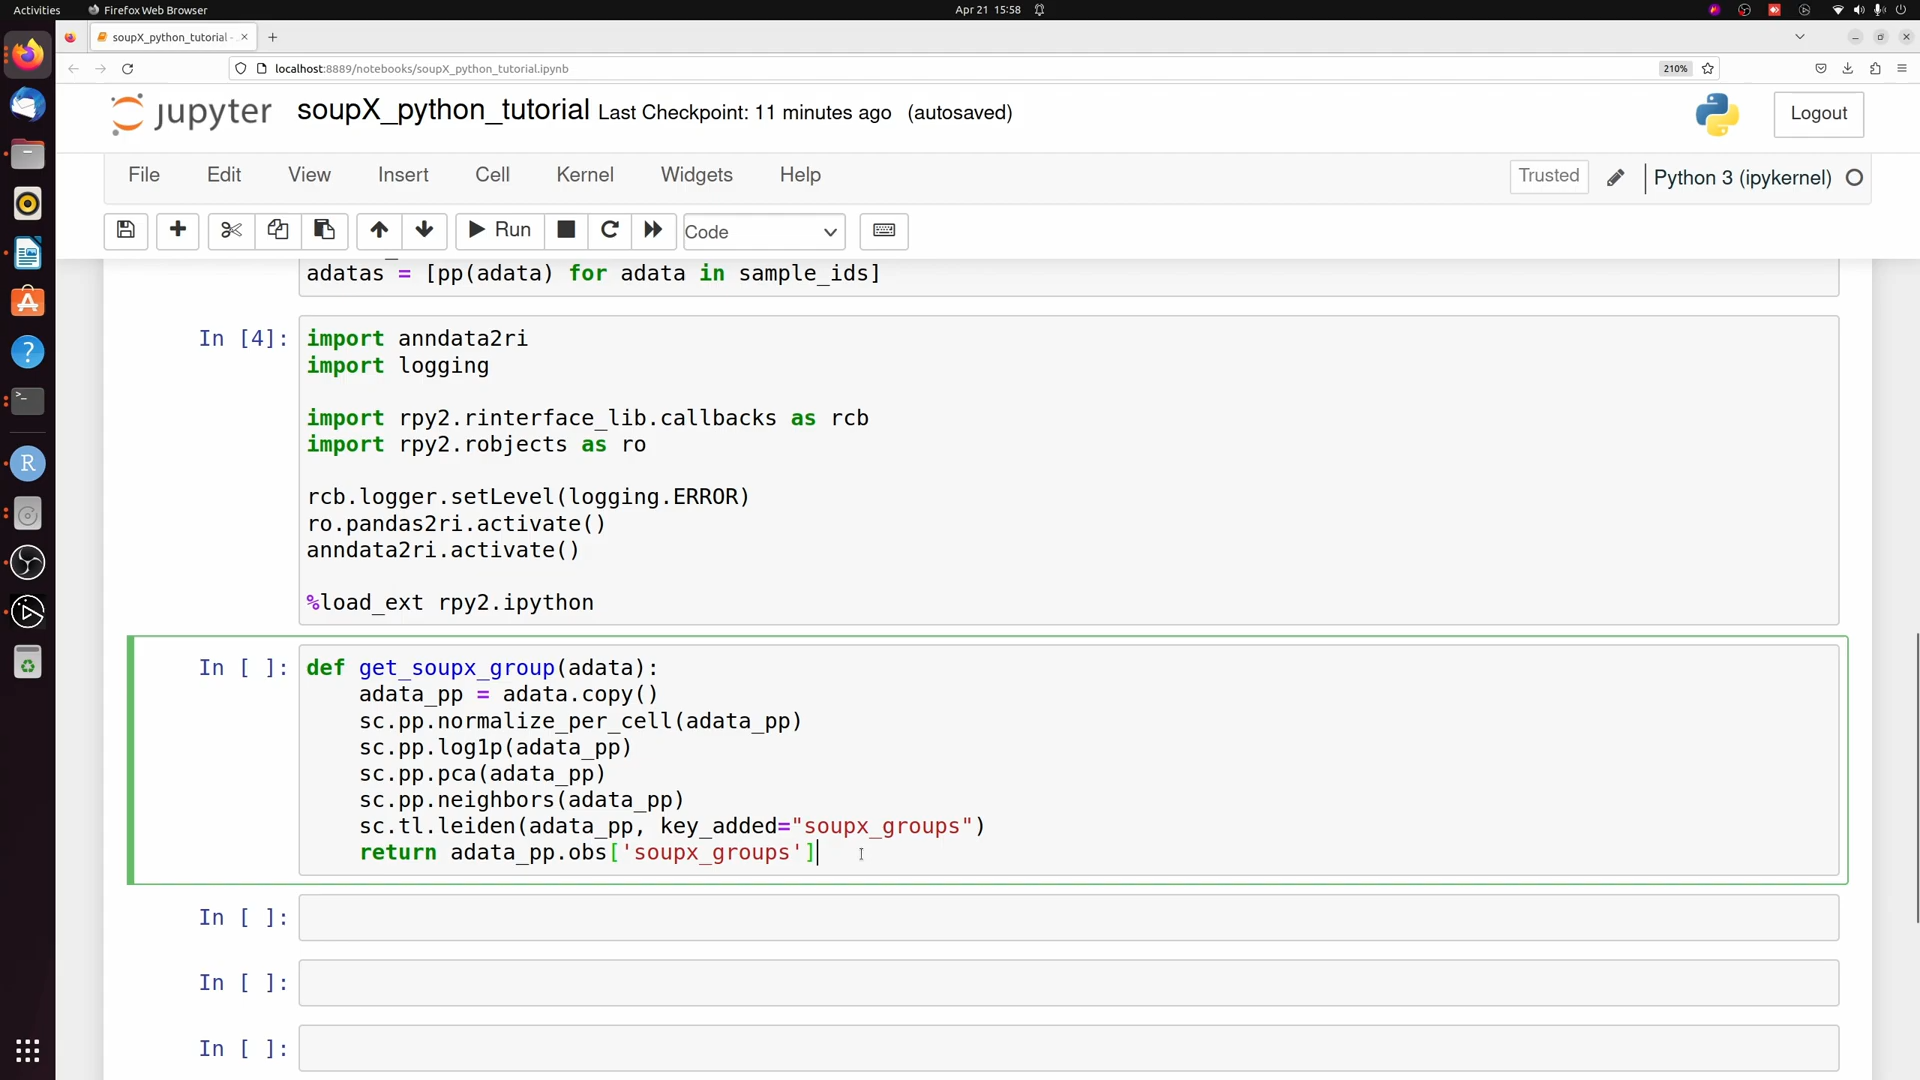 Activities
Firefox Web Browser
Apr 21 15:58
soupX_python_tutorial -
localhost:8889/notebooks/soupX_python_tutorial.ipynb
210%
jupyter
soupX_python_tutorial Last Checkpoint: 11 minutes ago (autosaved)
Logout
File Edit View Insert Cell Kernel Widgets Help
Trusted
Python 3 (ipykernel)
Run
Code
adatas = [pp(adata) for adata in sample_ids]
In [4]:
import anndata2ri
import logging
import rpy2.rinterface_lib.callbacks as rcb
import rpy2.robjects as ro
rcb.logger.setLevel(logging.ERROR)
ro.pandas2ri.activate()
anndata2ri.activate()
%load_ext rpy2.ipython
In [ ]:
def get_soupx_group(adata):
    adata_pp = adata.copy()
    sc.pp.normalize_per_cell(adata_pp)
    sc.pp.log1p(adata_pp)
    sc.pp.pca(adata_pp)
    sc.pp.neighbors(adata_pp)
    sc.tl.leiden(adata_pp, key_added="soupx_groups")
    return adata_pp.obs['soupx_groups']
In [ ]:
In [ ]:
In [ ]: